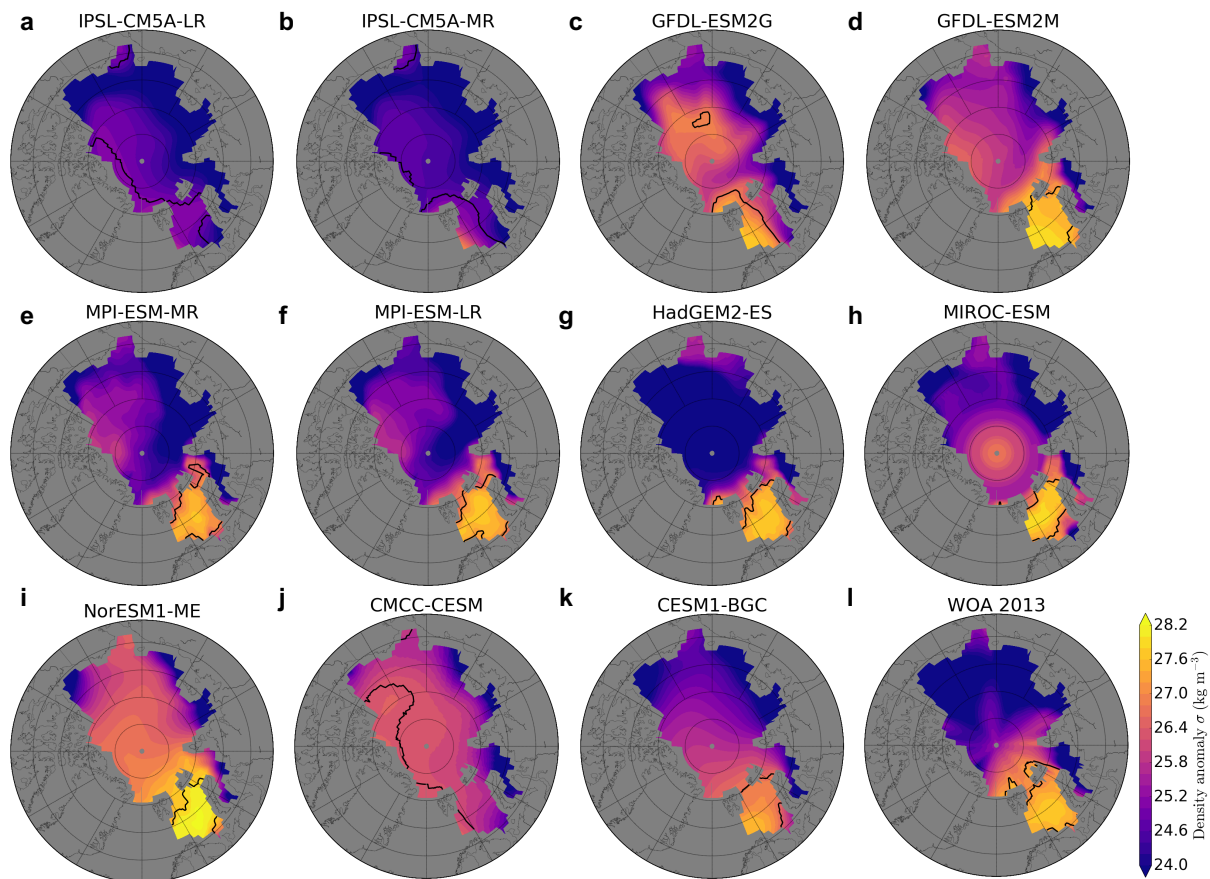 a IPSL-CM5A-LR
b IPSL-CM5A-MR
c GFDL-ESM2G
d GFDL-ESM2M
e MPI-ESM-MR
f MPI-ESM-LR
g HadGEM2-ES
h MIROC-ESM
i NorESM1-ME
j CMCC-CESM
k CESM1-BGC
l WOA 2013
28.2
27.6
27.0
26.4
25.8
25.2
24.6
24.0
Density anomaly σ (kg m⁻³)